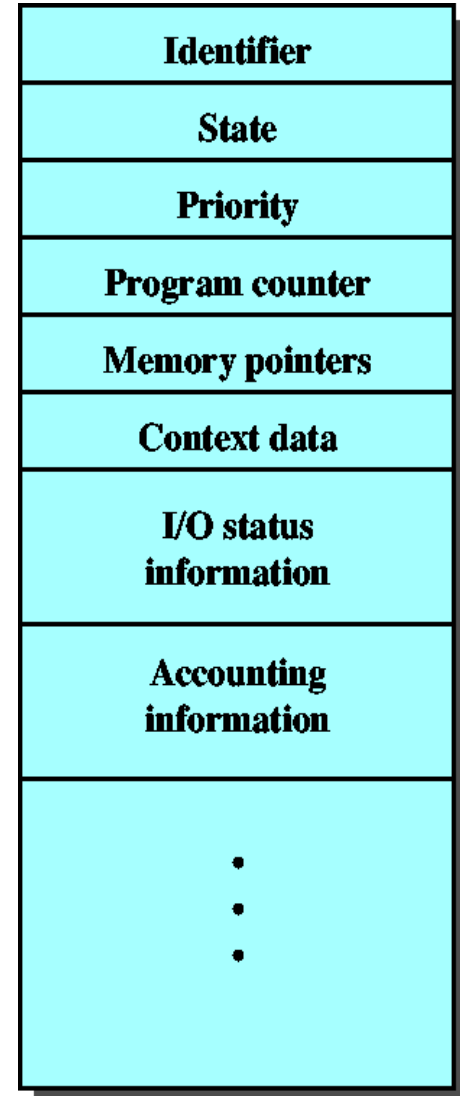 Identifier
State
Priority
Program counter
Memory pointers
Context data
I/O status
information
Accounting
information